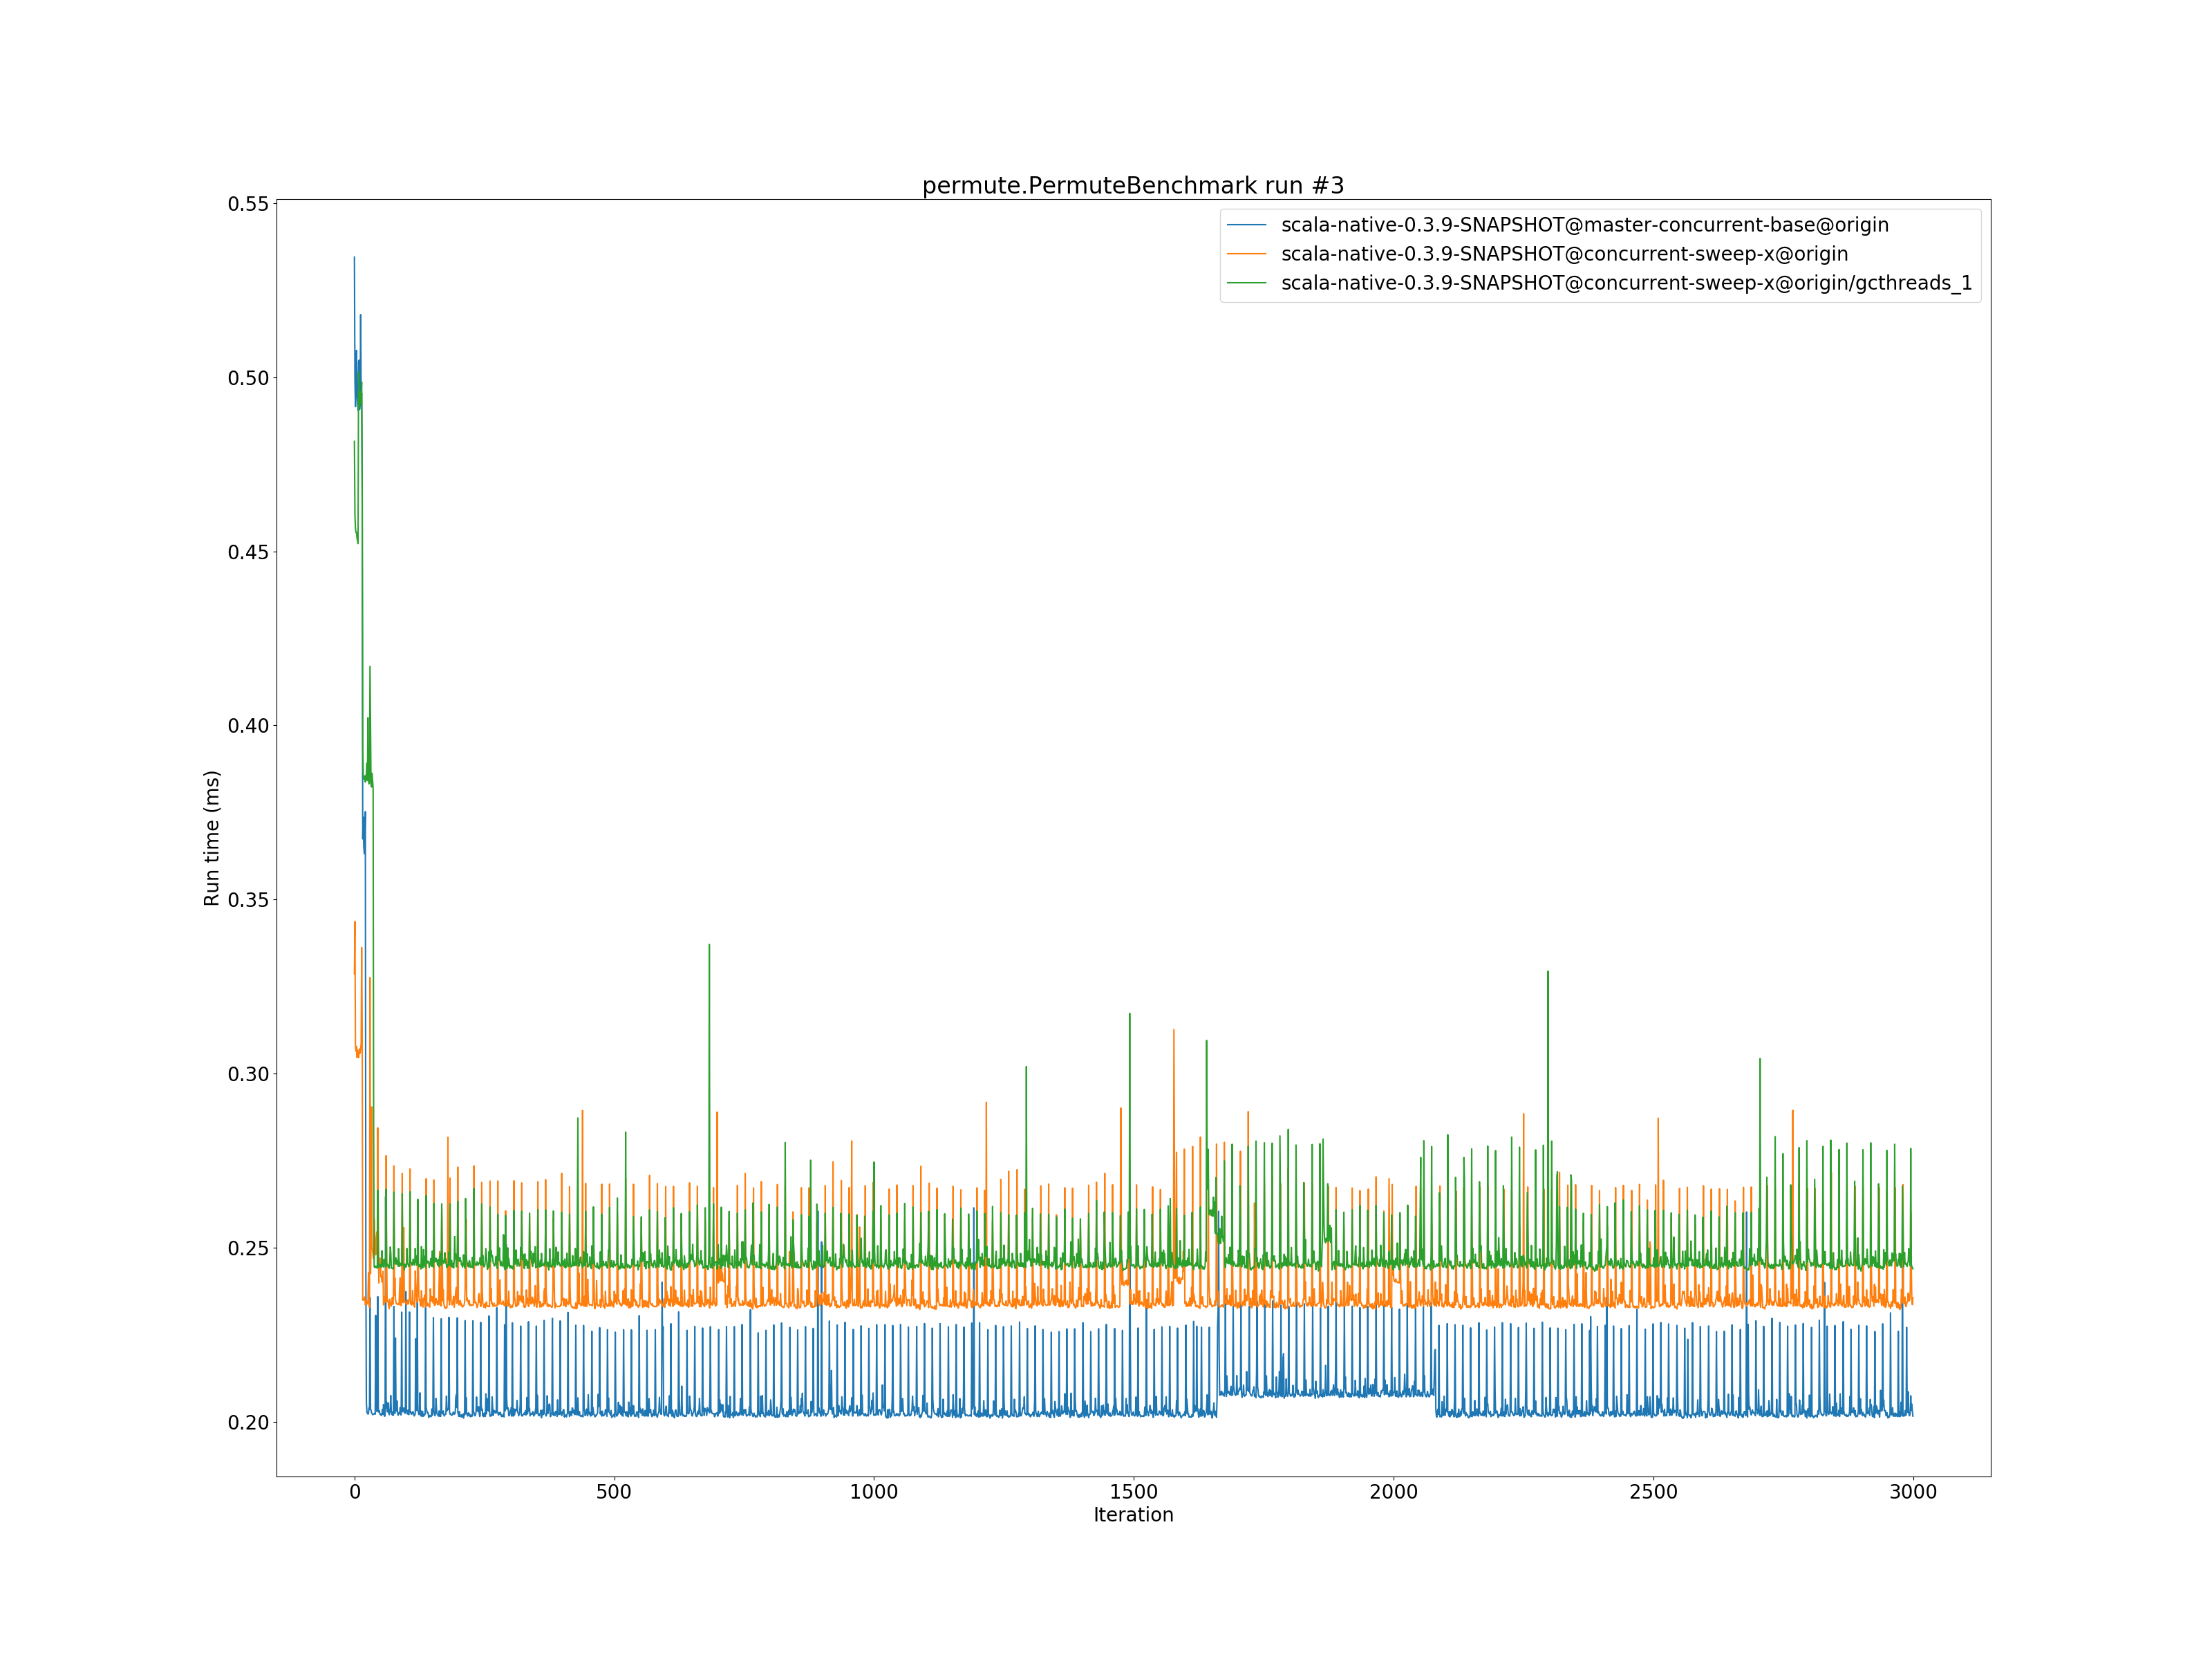 permute.PermuteBenchmark run #3
scala-native-0.3.9-SNAPSHOT@master-concurrent-base@origin
scala-native-0.3.9-SNAPSHOT@concurrent-sweep-x@origin
scala-native-0.3.9-SNAPSHOT@concurrent-sweep-x@origin/gcthreads_1
Run time (ms)
0.55
0.50
0.45
0.40
0.35
0.30
0.25
0.20
0 500 1000 1500 2000 2500 3000
Iteration